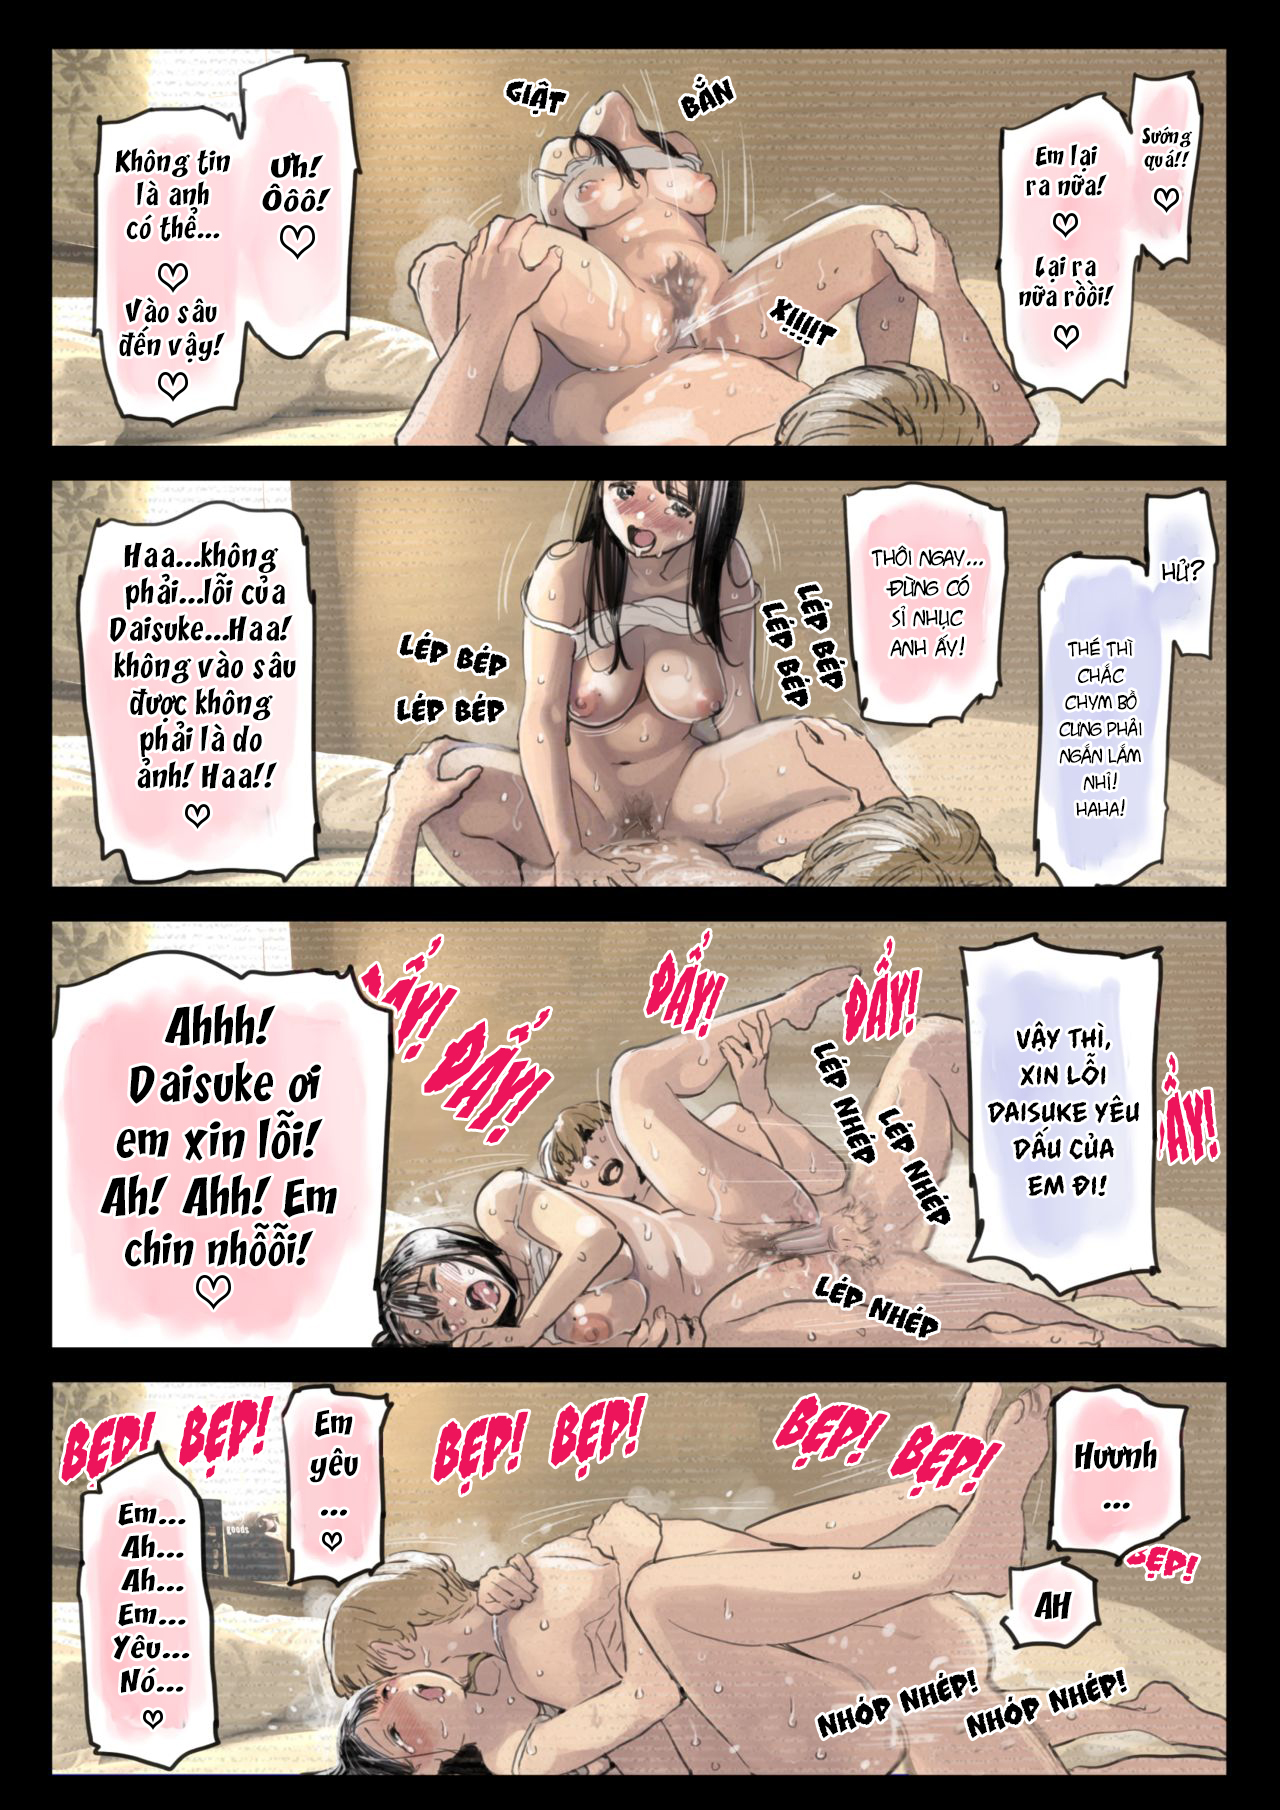 Sướng
quá!!
♡
Em lại
ra nữa!
♡
Lại ra
nữa rồồi!
♡
BẮN
GIẬT
XIIIIIT
Ưh!
Ôôô!
♡
Không tin
là anh
có thể...
♡
Vào sâu
đến vậy!
♡
HỬ?
THẾ THÌ
CHẮC
CHYM BỒ
CƯNG PHẢI
NGẮN LẮM
NHỈ!
HAHA!
THÔI NGAY...
ĐỪNG CÓ
SỈ NHỤC
ANH ẤY!
LÉP BÉP
LÉP BÉP
LÉP BÉP
LÉP BÉP
Haa...không
phải...lỗi của
Daisuke...Haa!
không vào sâu
được không
phải là do
ảnh! Haa!!
♡
VẬY THÌ,
XIN LỖI
DAISUKE YÊU
DẤU CỦA
EM ĐI!
ĐẨY!
ĐẨY!
ĐẨY!
ĐẨY!
LÉP NHÉP
LÉP NHÉP
LÉP NHÉP
Ahhh!
Daisuke ơi
em xin lỗi!
Ah! Ahh! Em
chin nhỗỗi!
♡
Hươnh
...
AH
BẸP!
BẸP!
BẸP!
BẸP!
BẸP!
BẸP!
BẸP!
Em
yêu
...
♡
Em...
Ah...
Ah...
Em...
Yêu...
Nó...
♡
goods
NHÓP NHÉP!
NHÓP NHÉP!